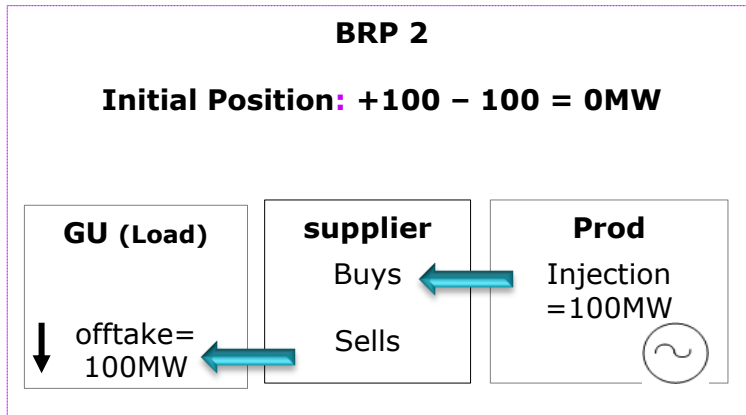 BRP 2
Initial Position: +100 – 100 = 0MW
GU (Load)
offtake=
100MW
supplier
Buys
Sells
Prod
Injection
=100MW